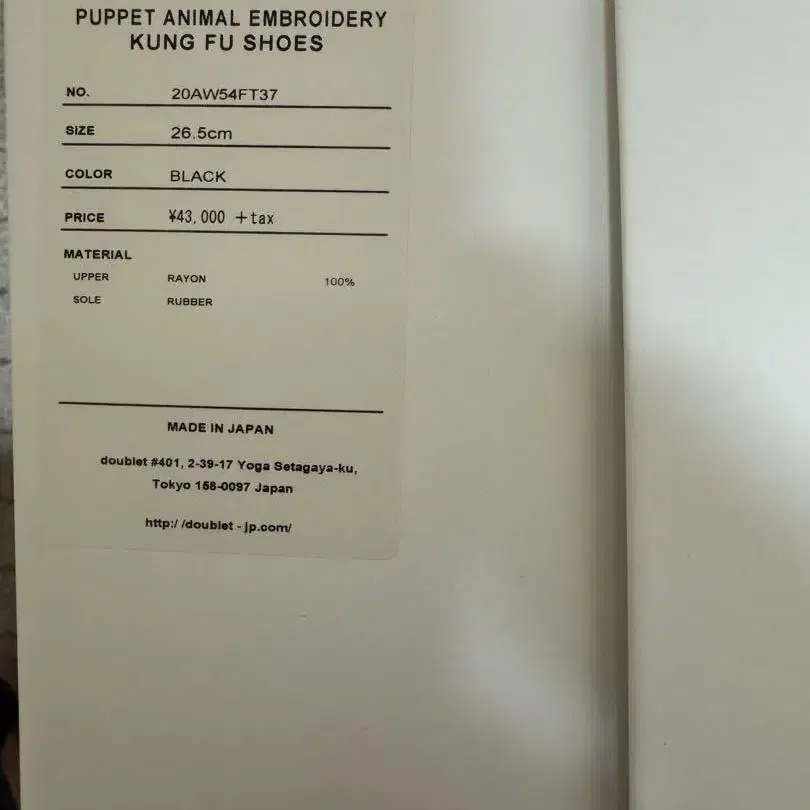 PUPPET ANIMAL EMBROIDERY
KUNG FU SHOES
NO. 20AW54FT37
SIZE 26.5cm
COLOR BLACK
PRICE ¥43,000 +tax
MATERIAL
UPPER RAYON 100%
SOLE RUBBER
MADE IN JAPAN
doublet #401, 2-39-17 Yoga Setagaya-ku,
Tokyo 158-0097 Japan
http://doublet-jp.com/